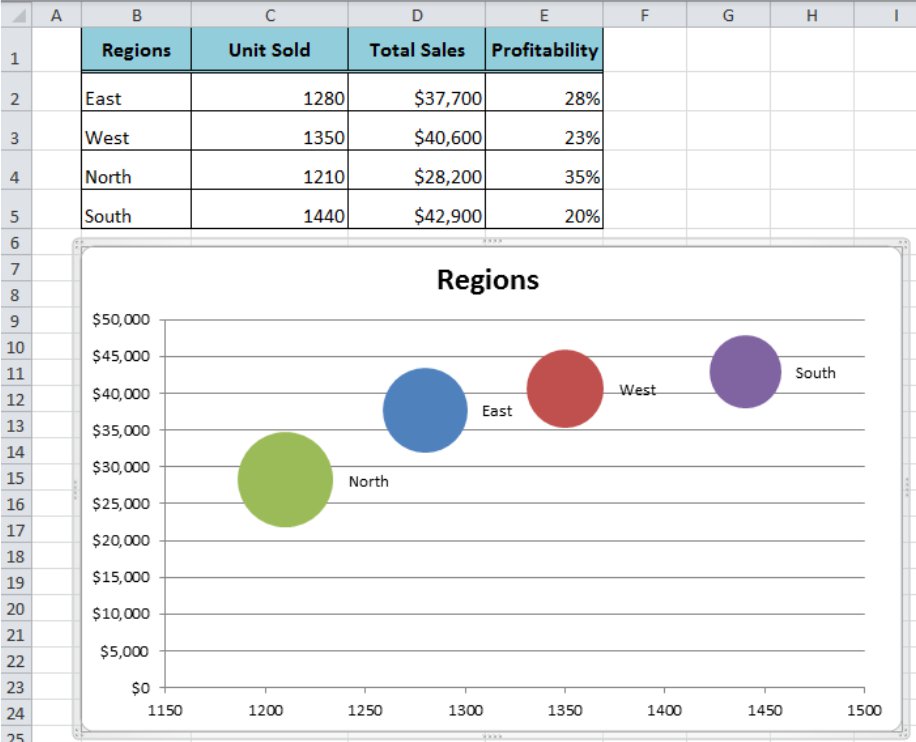 A B C D E F G H I
1 Regions Unit Sold Total Sales Profitability
2 East 1280 $37,700 28%
3 West 1350 $40,600 23%
4 North 1210 $28,200 35%
5 South 1440 $42,900 20%
6
7 Regions
8
9 $50,000
10 $45,000
11 South
12 $40,000 West
13 $35,000 East
14
15 $30,000 North
16 $25,000
17 $20,000
18
19 $15,000
20 $10,000
21
22 $5,000
23 $0
24 1150 1200 1250 1300 1350 1400 1450 1500
25